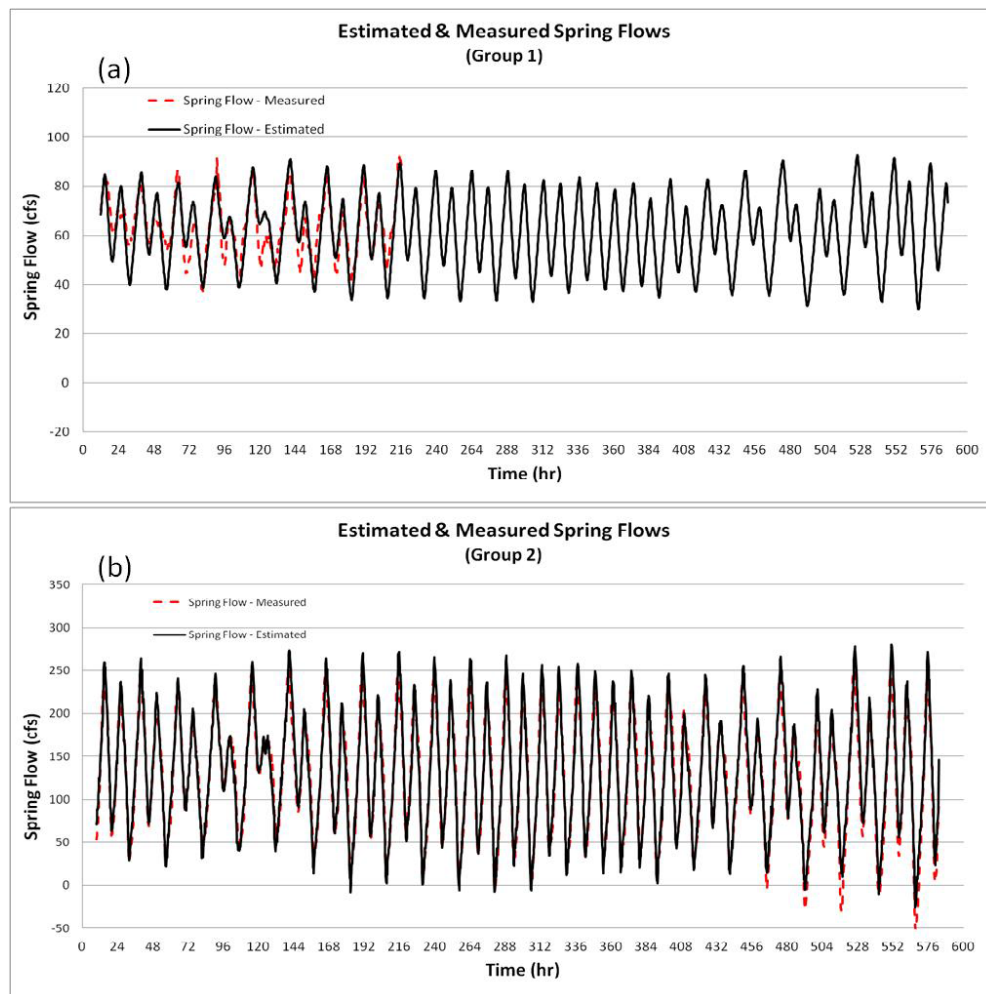 Estimated & Measured Spring Flows
(Group 1)
(a)
Spring Flow - Measured
Spring Flow - Estimated
Spring Flow (cfs)
120
100
80
60
40
20
0
-20
0 24 48 72 96 120 144 168 192 216 240 264 288 312 336 360 384 408 432 456 480 504 528 552 576 600
Time (hr)
Estimated & Measured Spring Flows
(Group 2)
(b)
Spring Flow - Measured
Spring Flow - Estimated
Spring Flow (cfs)
350
300
250
200
150
100
50
0
-50
0 24 48 72 96 120 144 168 192 216 240 264 288 312 336 360 384 408 432 456 480 504 528 552 576 600
Time (hr)